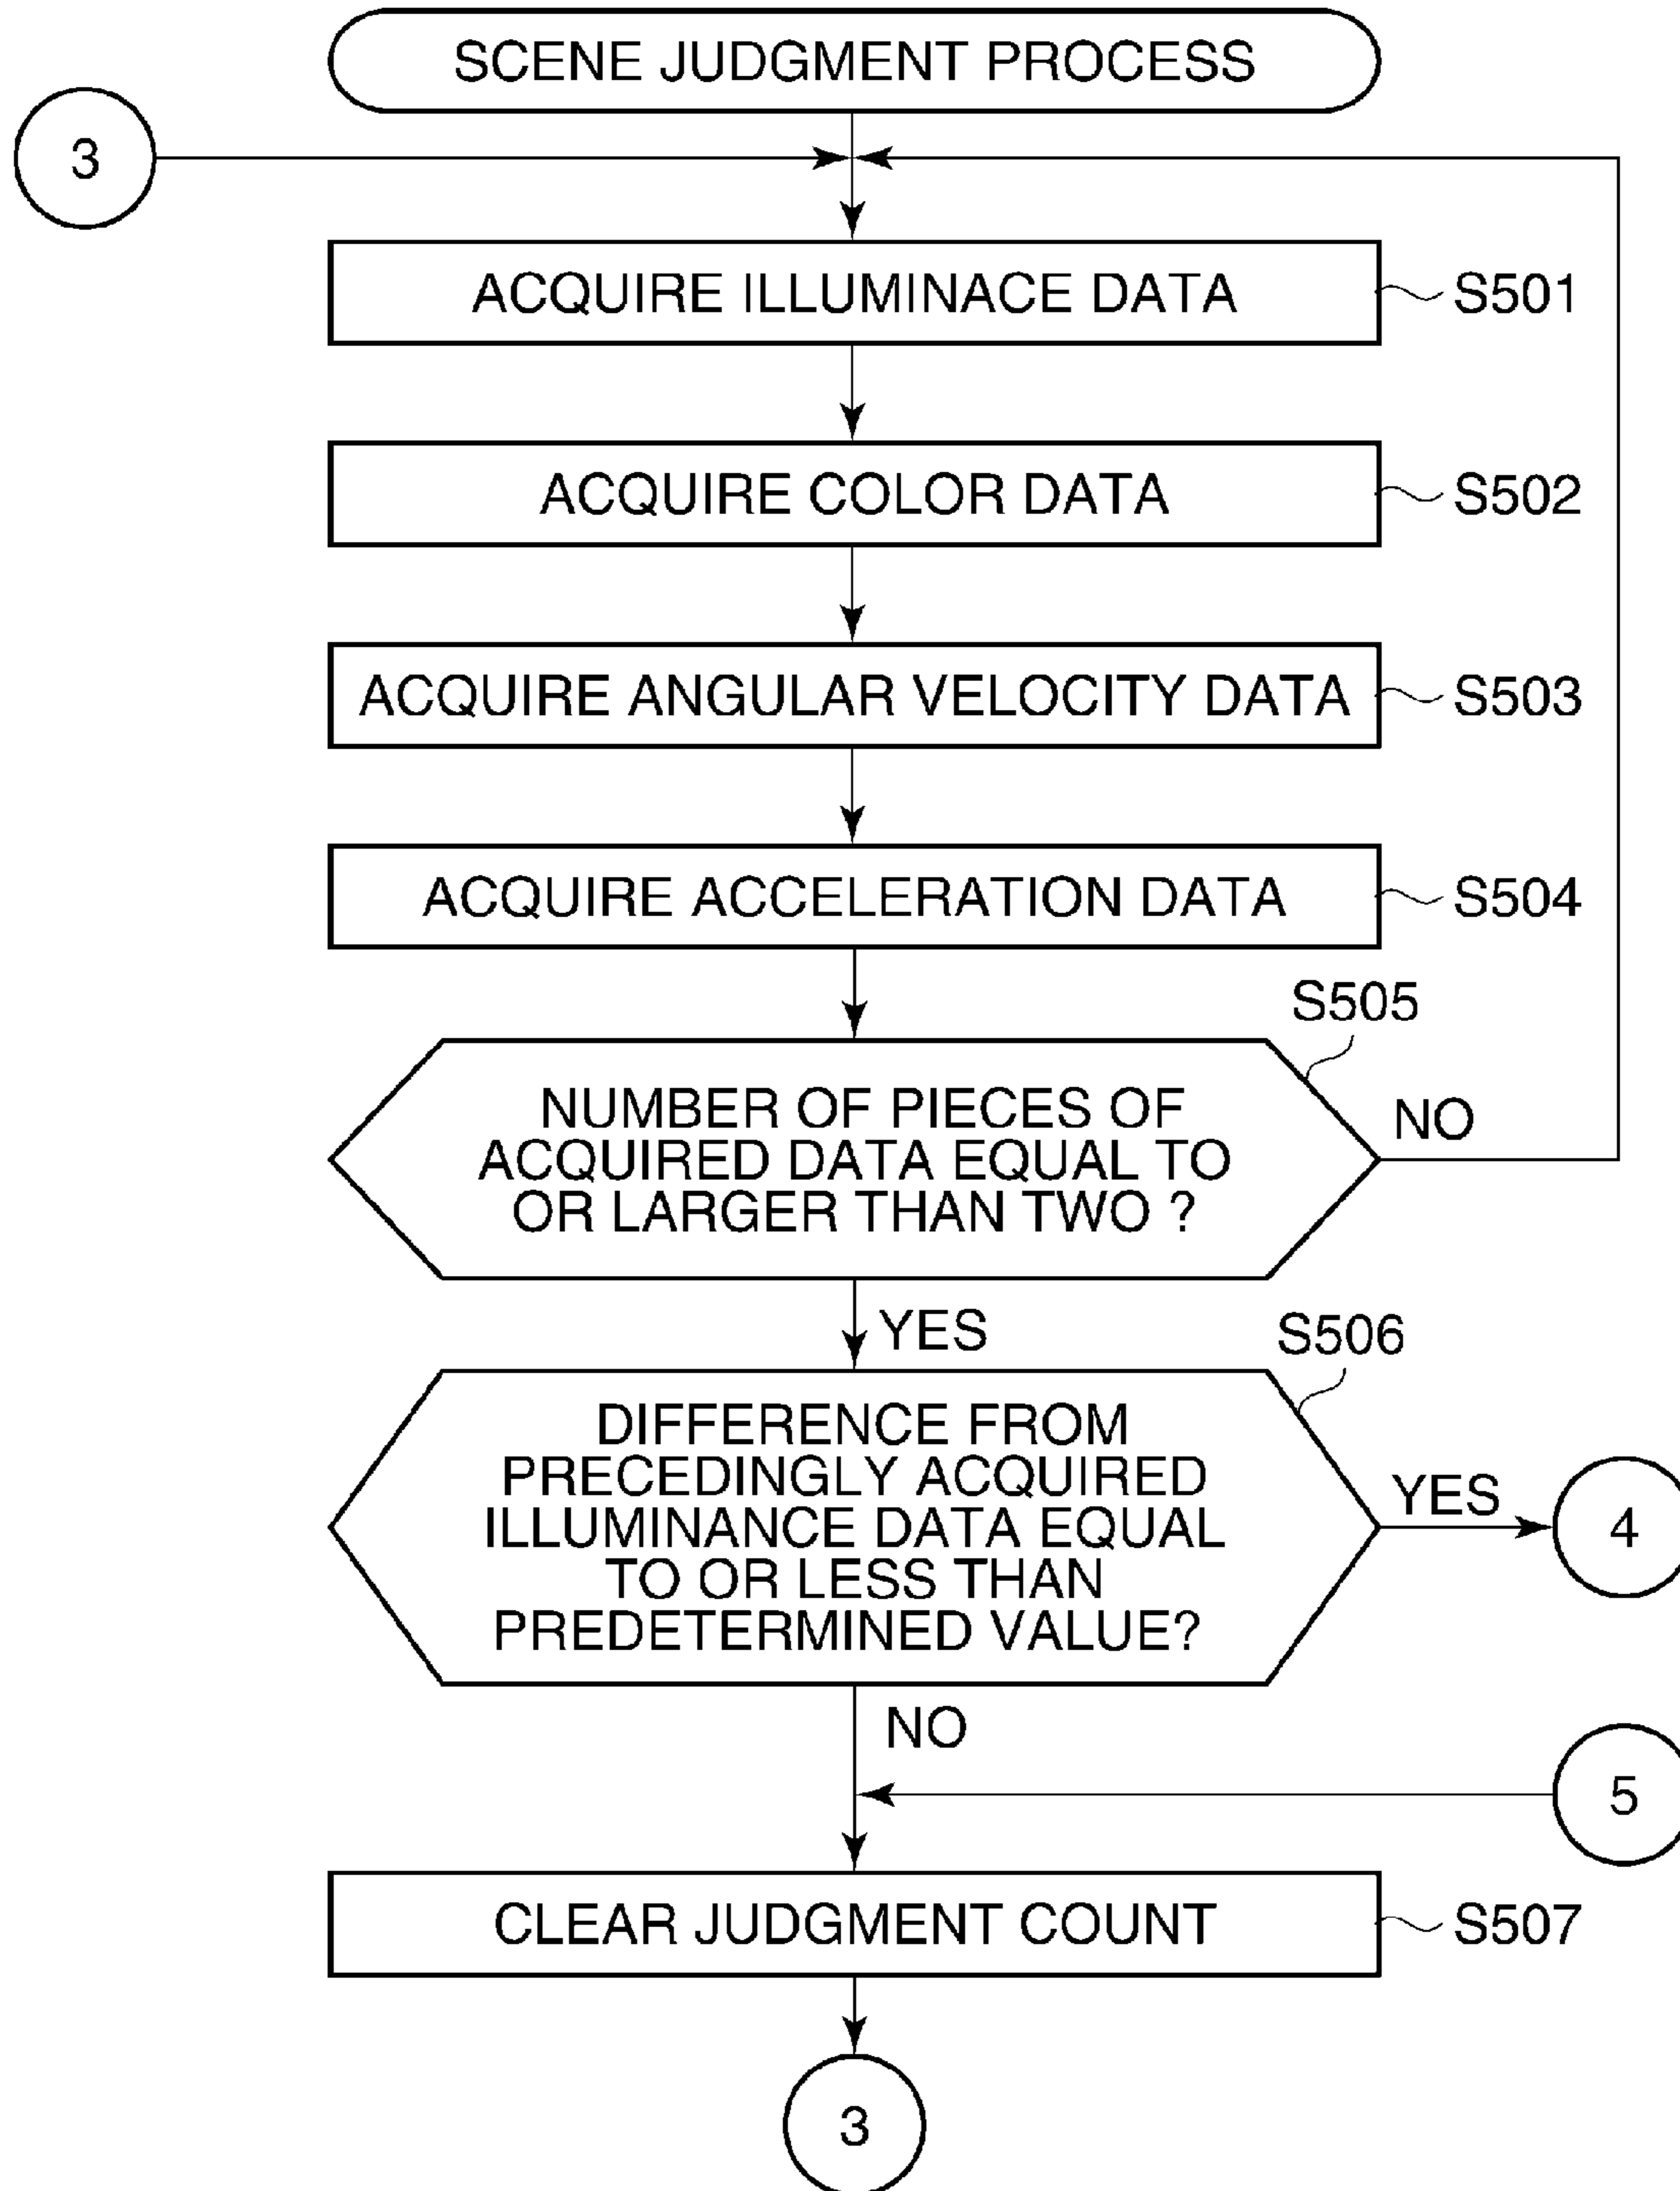 SCENE JUDGMENT PROCESS
3
ACQUIRE ILLUMINACE DATA
S501
ACQUIRE COLOR DATA
S502
ACQUIRE ANGULAR VELOCITY DATA
S503
ACQUIRE ACCELERATION DATA
S504
S505
NUMBER OF PIECES OF
ACQUIRED DATA EQUAL TO
OR LARGER THAN TWO ?
NO
YES
S506
DIFFERENCE FROM
PRECEDINGLY ACQUIRED
ILLUMINANCE DATA EQUAL
TO OR LESS THAN
PREDETERMINED VALUE?
YES
4
NO
5
CLEAR JUDGMENT COUNT
S507
3